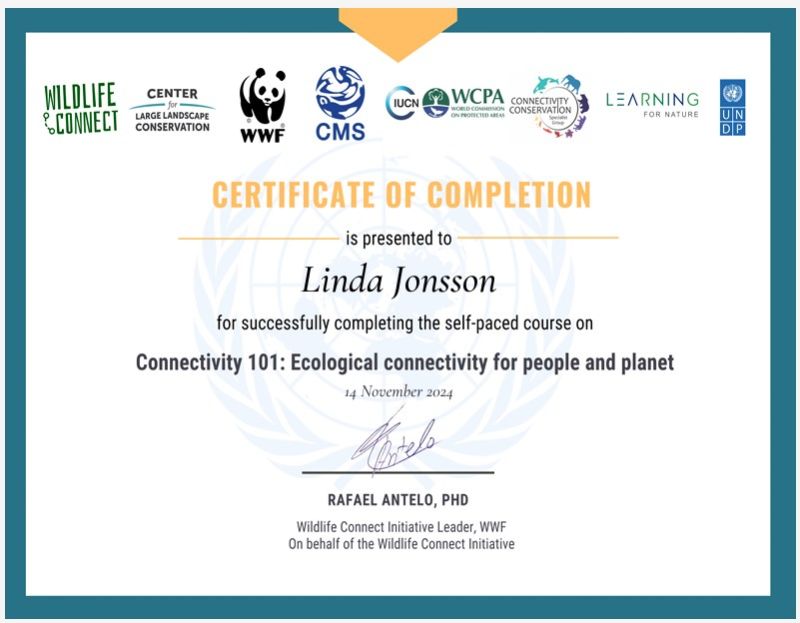 WILDLIFE
CONNECT
CENTER
for
LARGE LANDSCAPE
CONSERVATION
WWF
CMS
IUCN
WCPA
WORLD COMMISSION
ON PROTECTED AREAS
CONNECTIVITY
CONSERVATION
Specialist
Group
LEARNING
FOR NATURE
U N
D P
CERTIFICATE OF COMPLETION
is presented to
Linda Jonsson
for successfully completing the self-paced course on
Connectivity 101: Ecological connectivity for people and planet
14 November 2024
Antelo
RAFAEL ANTELO, PHD
Wildlife Connect Initiative Leader, WWF
On behalf of the Wildlife Connect Initiative